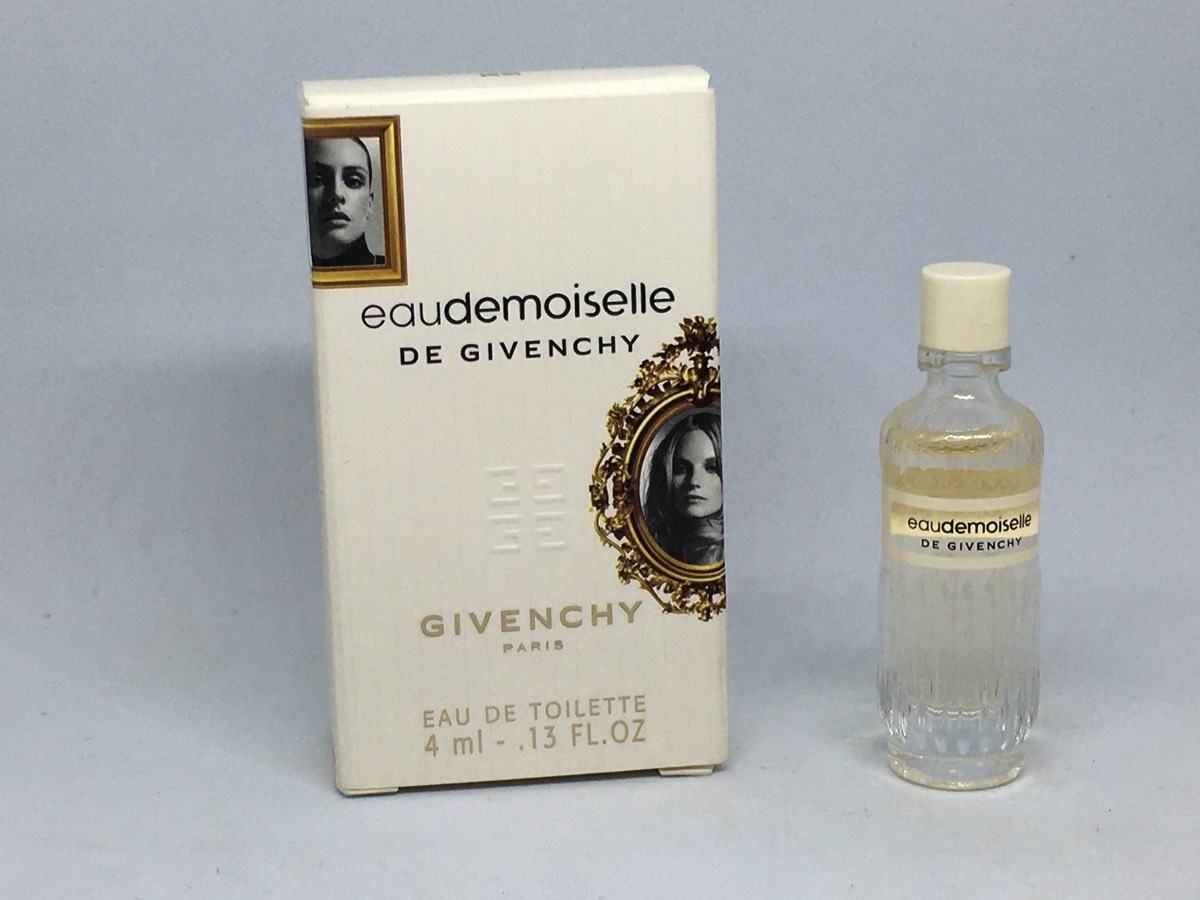 eaudemoiselle
DE GIVENCHY
GIVENCHY
PARIS
EAU DE TOILETTE
4 ml - .13 FL.OZ
eaudemoiselle
DE GIVENCHY